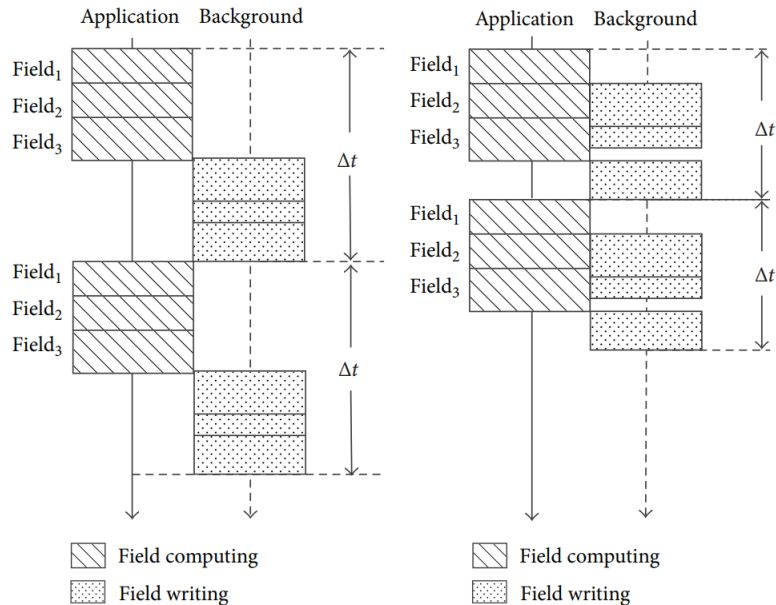 Application Background
Field₁
Field₂
Field₃
Δt
Field₁
Field₂
Field₃
Δt
Field computing
Field writing
Application Background
Field₁
Field₂
Field₃
Δt
Field₁
Field₂
Field₃
Δt
Field computing
Field writing